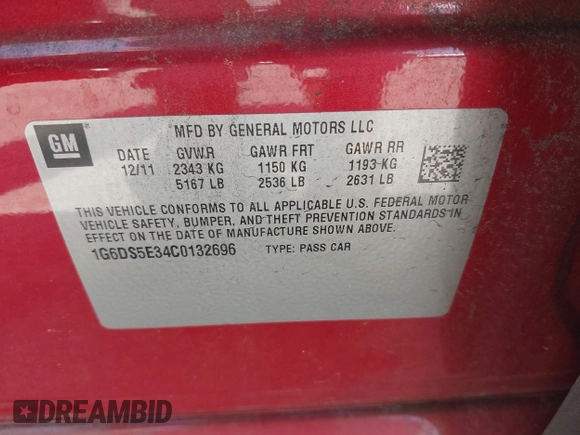 GM
MFD BY GENERAL MOTORS LLC
DATE GVWR GAWR FRT GAWR RR
12/11 2343 KG 1150 KG 1193 KG
5167 LB 2536 LB 2631 LB
THIS VEHICLE CONFORMS TO ALL APPLICABLE U.S. FEDERAL MOTOR
VEHICLE SAFETY, BUMPER, AND THEFT PREVENTION STANDARDS IN
EFFECT ON THE DATE OF MANUFACTURE SHOWN ABOVE.
1G6DS5E34C0132696 TYPE: PASS CAR
DREAMBID